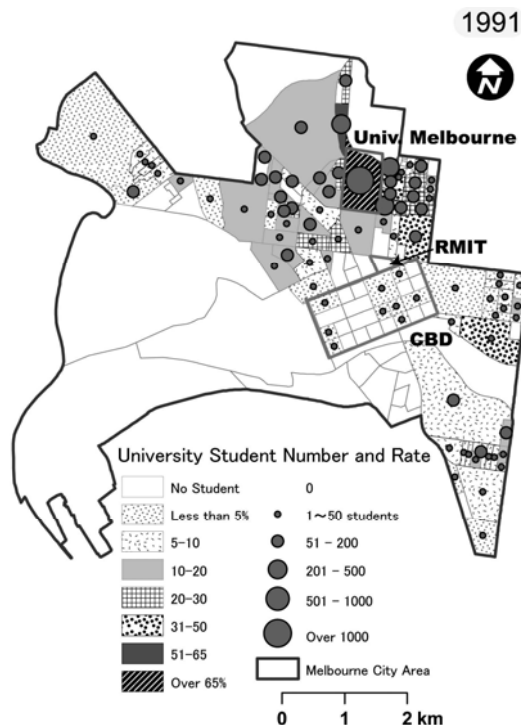 1991
N
Univ. Melbourne
RMIT
CBD
University Student Number and Rate
No Student 0
Less than 5% 1~50 students
5-10 51 - 200
10-20 201 - 500
20-30 501 - 1000
31-50 Over 1000
51-65 Melbourne City Area
Over 65%
0 1 2 km